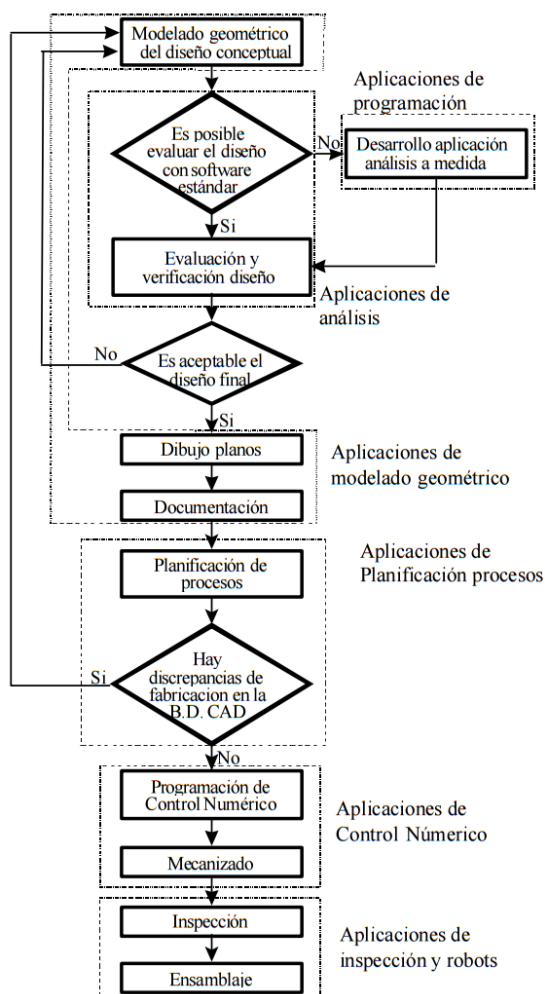 Modelado geométrico
del diseño conceptual
Aplicaciones de
programación
Es posible
evaluar el diseño
con software
estándar
No
Desarrollo aplicación
análisis a medida
Si
Evaluación y
verificación diseño
Aplicaciones de
análisis
No
Es aceptable el
diseño final
Si
Dibujo planos
Aplicaciones de
modelado geométrico
Documentación
Aplicaciones de
Planificación procesos
Planificación de
procesos
Si
Hay
discrepancias de
fabricacion en la
B.D. CAD
No
Programación de
Control Numérico
Aplicaciones de
Control Númerico
Mecanizado
Inspección
Aplicaciones de
inspección y robots
Ensamblaje